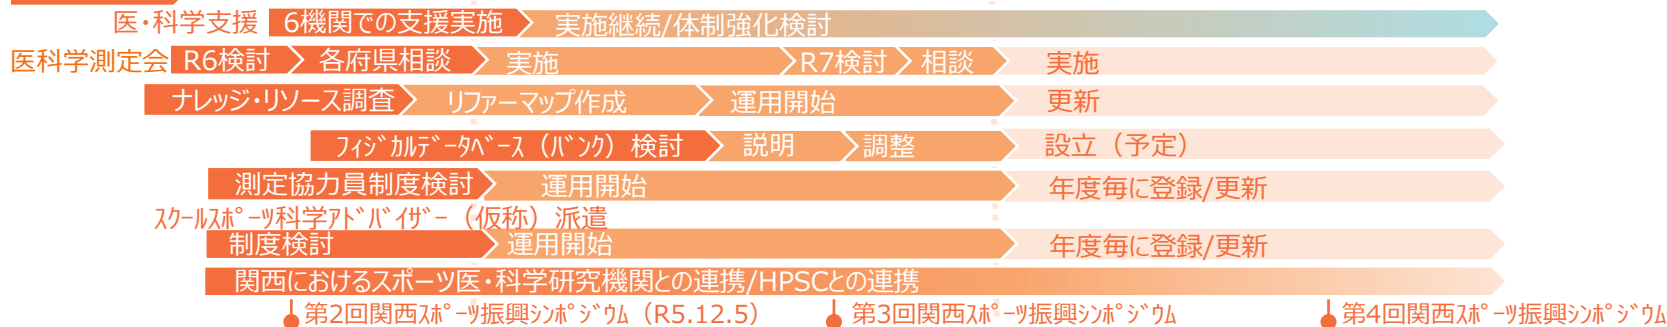 医・科学支援 6機関での支援実施 実施継続/体制強化検討
医科学測定会 R6検討 各府県相談 実施 R7検討 相談 実施
ナレッジ・リソース調査 リファーマップ作成 運用開始 更新
フィジカルデータベース（バンク）検討 説明 調整 設立（予定）
測定協力員制度検討 運用開始 年度毎に登録/更新
スクールスポーツ科学アドバイザー（仮称）派遣
制度検討 運用開始 年度毎に登録/更新
関西におけるスポーツ医・科学研究機関との連携/HPSCとの連携
第2回関西スポーツ振興シンポジウム（R5.12.5） 第3回関西スポーツ振興シンポジウム 第4回関西スポーツ振興シンポジウム